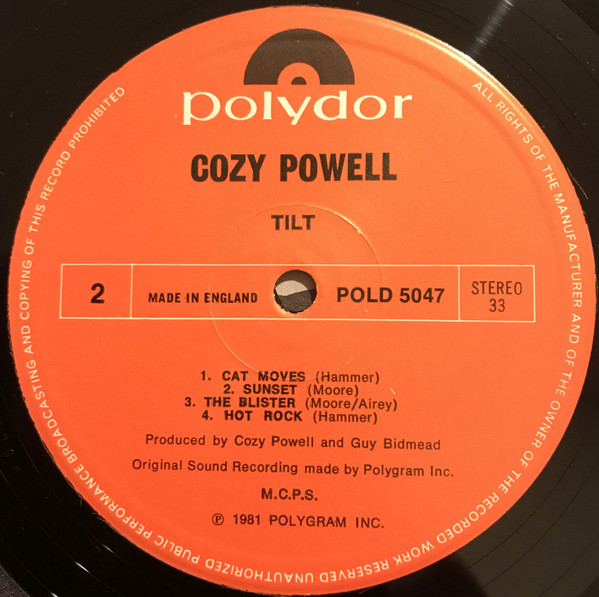 polydor
COZY POWELL
TILT
2
MADE IN ENGLAND
POLD 5047
STEREO
33
1. CAT MOVES (Hammer)
2. SUNSET (Moore)
3. THE BLISTER (Moore/Airey)
4. HOT ROCK (Hammer)
Produced by Cozy Powell and Guy Bidmead
Original Sound Recording made by Polygram Inc.
M.C.P.S.
℗ 1981 POLYGRAM INC.
ALL RIGHTS OF THE MANUFACTURER AND OF THE OWNER OF THE RECORDED WORK RESERVED UNAUTHORIZED PUBLIC PERFORMANCE BROADCASTING AND COPYING OF THIS RECORD PROHIBITED